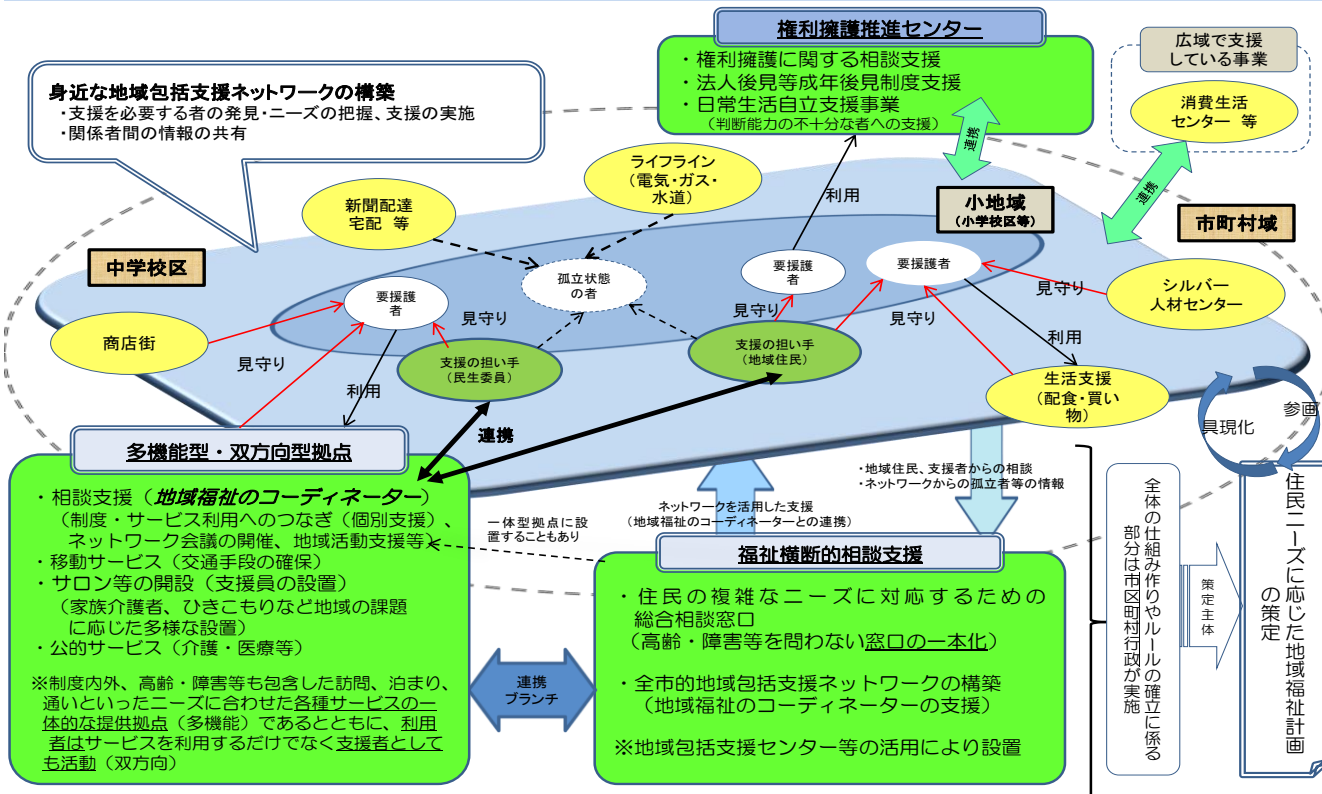 権利擁護推進センター
・権利擁護に関する相談支援
・法人後見等成年後見制度支援
・日常生活自立支援事業
(判断能力の不十分な者への支援)
広域で支援
している事業
消費生活
センター 等
連携
連携
身近な地域包括支援ネットワークの構築
・支援を必要する者の発見・ニーズの把握、支援の実施
・関係者間の情報の共有
ライフライン
(電気・ガス・
水道)
新聞配達
宅配 等
利用
小地域
(小学校区等)
市町村域
中学校区
孤立状態
の者
要援護
者
要援護者
要援護
者
シルバー
人材センター
見守り
商店街
見守り
見守り
見守り
見守り
利用
利用
支援の担い手
(民生委員)
支援の担い手
(地域住民)
生活支援
(配食・買い
物)
連携
参画
具現化
多機能型・双方向型拠点
・相談支援(地域福祉のコーディネーター)
(制度・サービス利用へのつなぎ(個別支援)、
ネットワーク会議の開催、地域活動支援等)
・移動サービス(交通手段の確保)
・サロン等の開設(支援員の設置)
(家族介護者、ひきこもりなど地域の課題
に応じた多様な設置)
・公的サービス(介護・医療等)
※制度内外、高齢・障害等も包含した訪問、泊まり、
通いといったニーズに合わせた各種サービスの一
体的な提供拠点(多機能)であるとともに、利用
者はサービスを利用するだけでなく支援者として
も活動(双方向)
一体型拠点に設
置することもあり
ネットワークを活用した支援
(地域福祉のコーディネーターとの連携)
・地域住民、支援者からの相談
・ネットワークからの孤立者等の情報
連携
ブランチ
福祉横断的相談支援
・住民の複雑なニーズに対応するための
総合相談窓口
(高齢・障害等を問わない窓口の一本化)
・全市的地域包括支援ネットワークの構築
(地域福祉のコーディネーターの支援)
※地域包括支援センター等の活用により設置
全体の仕組み作りやルールの確立に係る
部分は市区町村行政が実施
策定主体
住民ニーズに応じた地域福祉計画
の策定